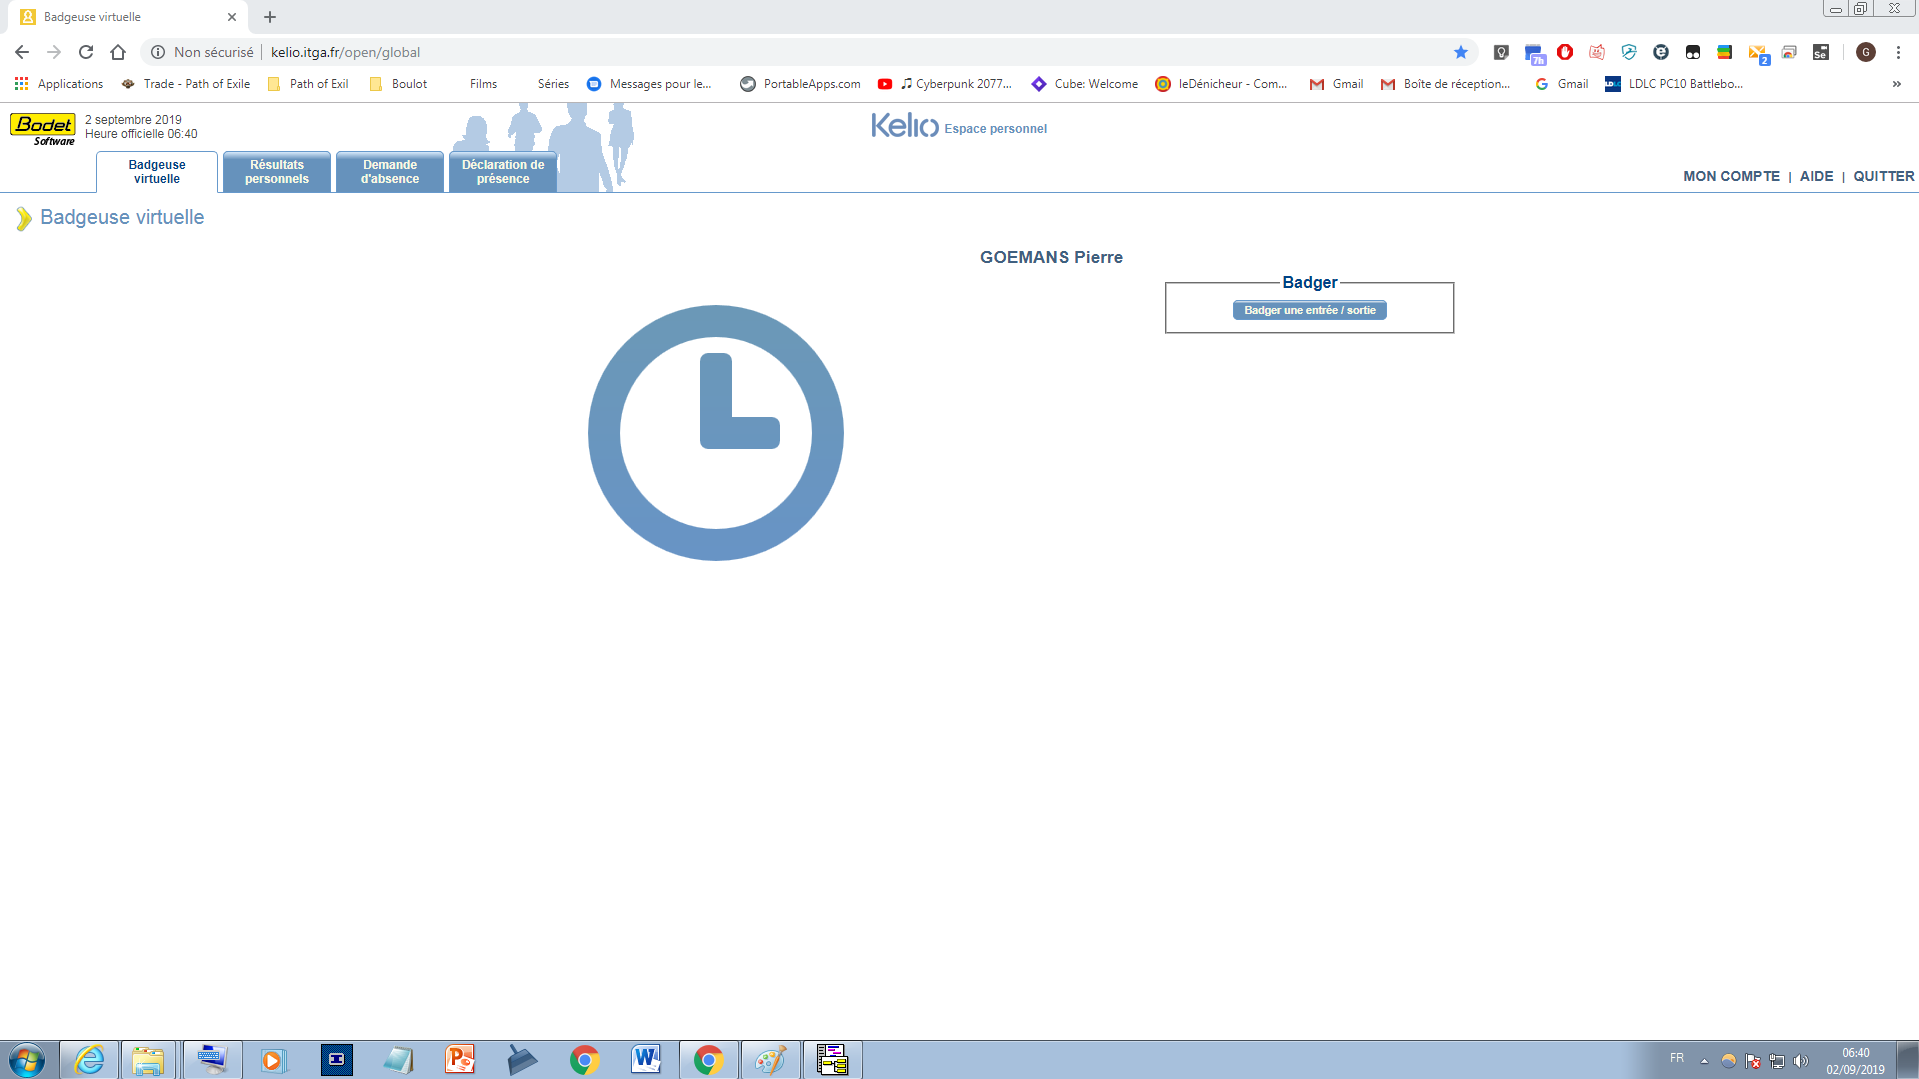 Badgeuse virtuelle
Non sécurisé kelio.itga.fr/open/global
7h
2
Se
G
Applications Trade - Path of Exile Path of Exil Boulot Films Séries Messages pour le... PortableApps.com Cyberpunk 2077... Cube: Welcome leDénicheur - Com... Gmail Boîte de réception... Gmail LDLC PC10 Battlebo... »
Bodet
Software
2 septembre 2019
Heure officielle 06:40
Kelio Espace personnel
Badgeuse
virtuelle
Résultats
personnels
Demande
d'absence
Déclaration de
présence
MON COMPTE | AIDE | QUITTER
Badgeuse virtuelle
GOEMANS Pierre
Badger
Badger une entrée / sortie
FR
06:40
02/09/2019